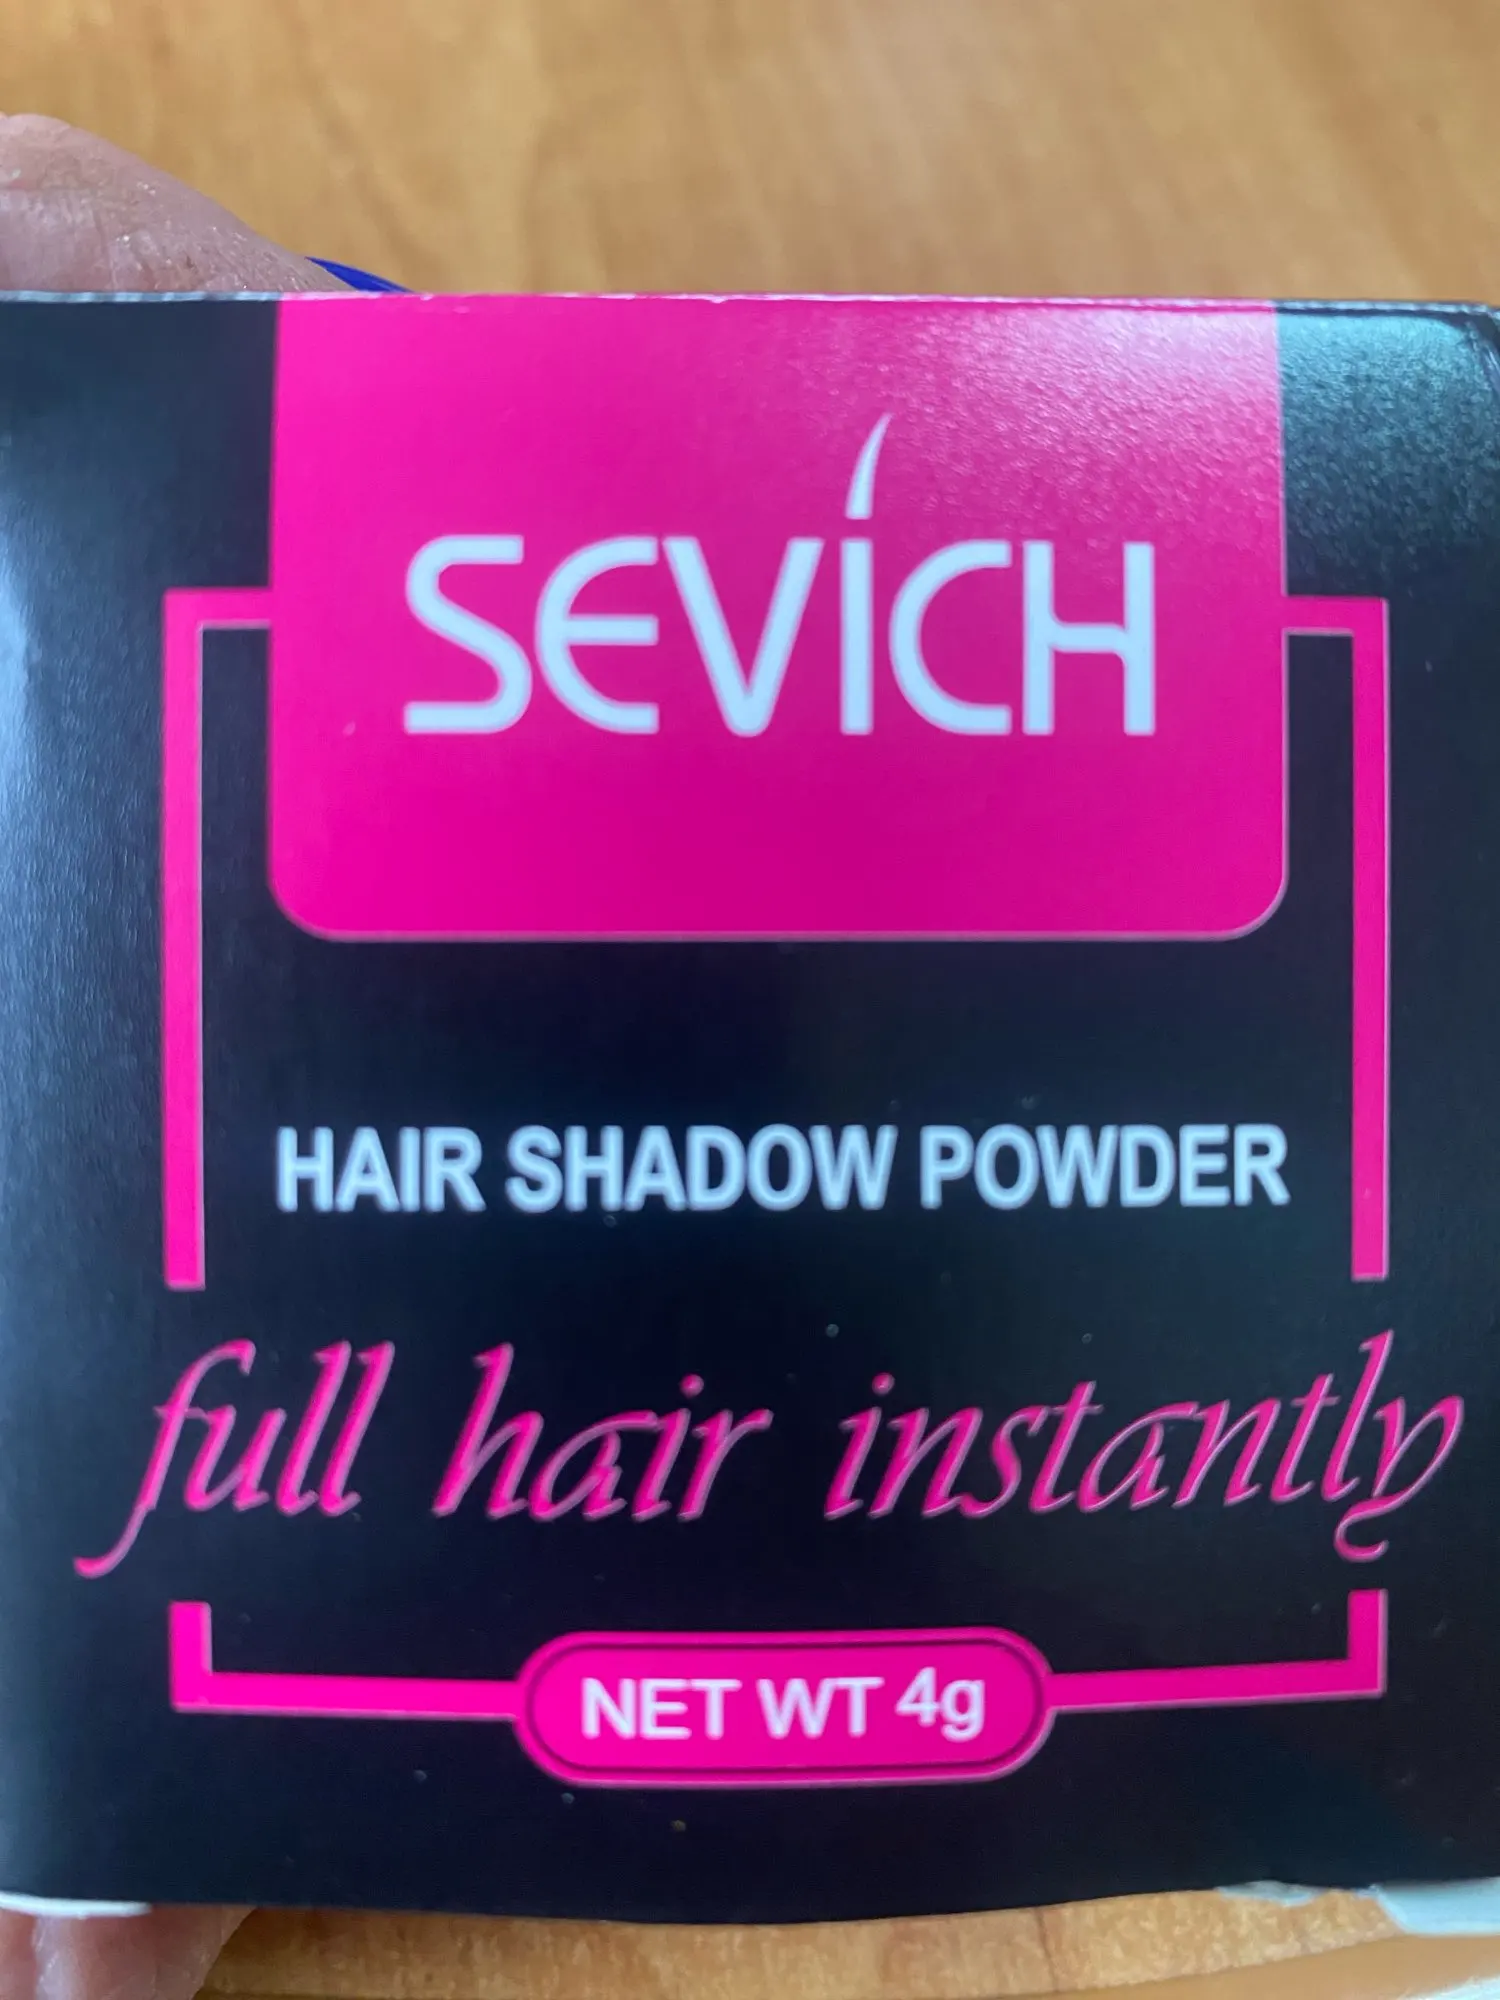 SEVICH
HAIR SHADOW POWDER
full hair instantly
NET WT 4g